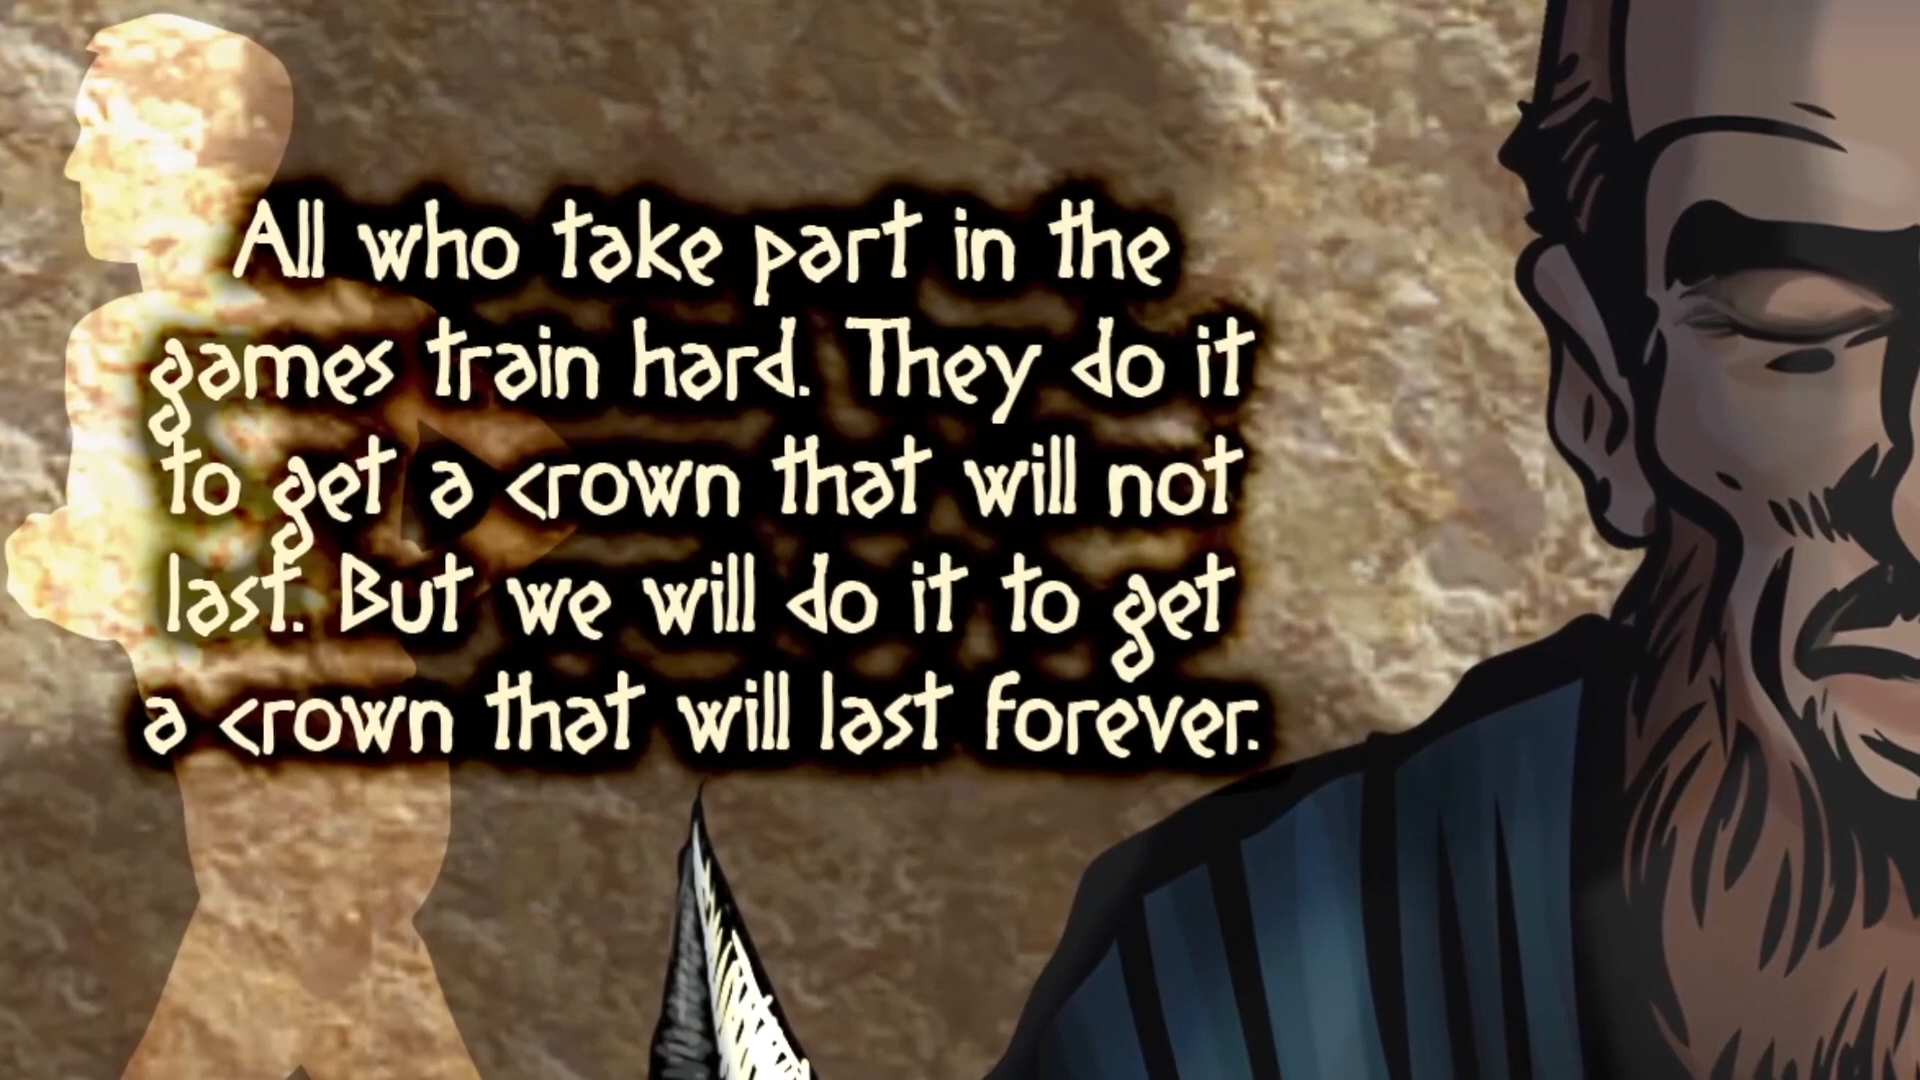 All who take part in the
games train hard. They do it
to get a crown that will not
last. But we will do it to get
a crown that will last forever.